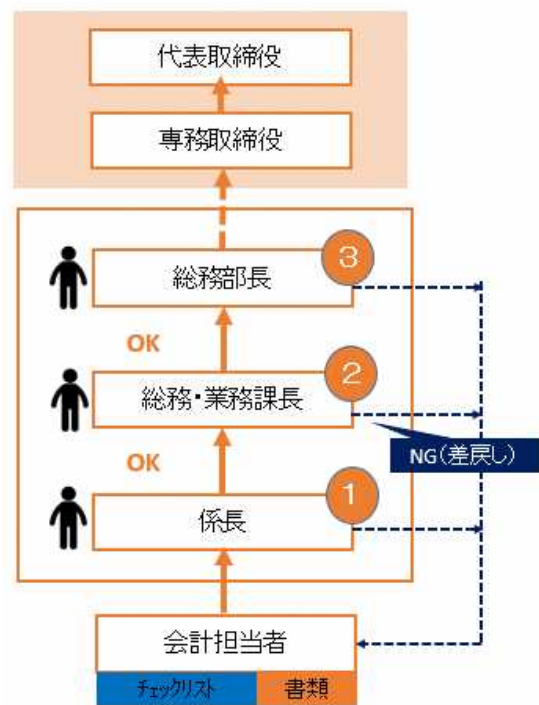 代表取締役
専務取締役
3
総務部長
OK
2
総務・業務課長
NG(差戻し)
OK
1
係長
会計担当者
チェックリスト 書類